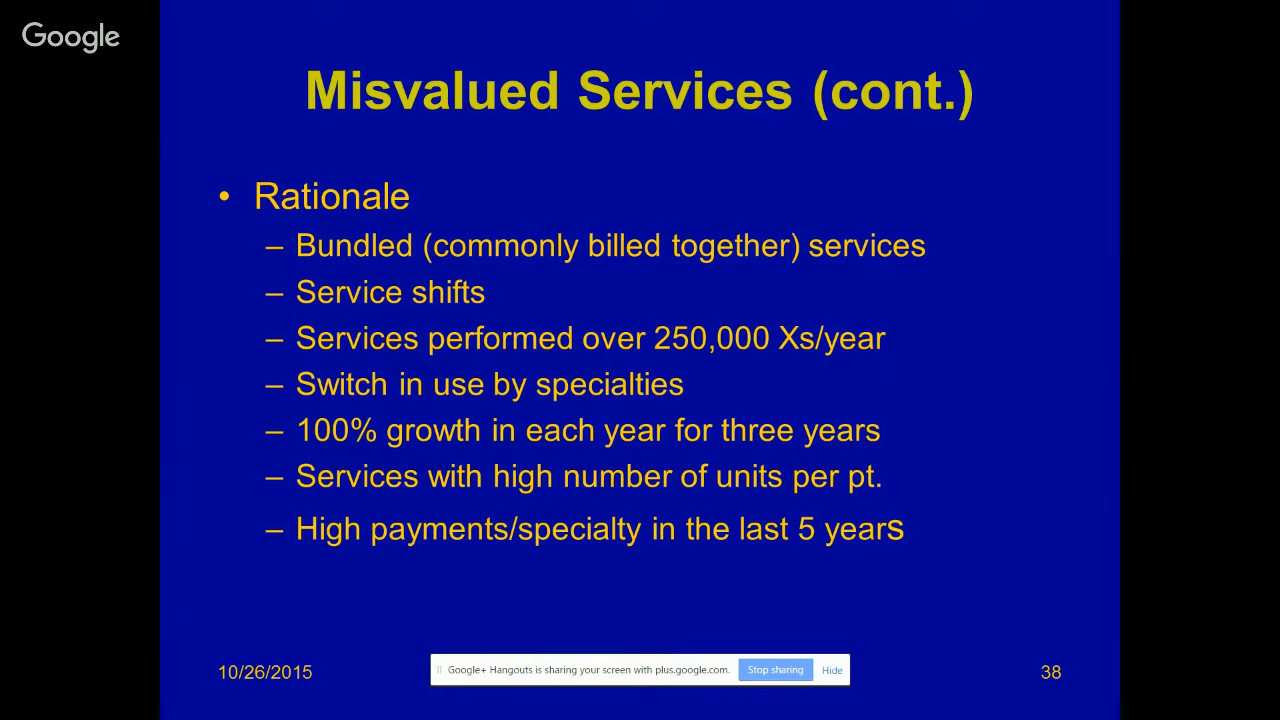 Google
Misvalued Services (cont.)
• Rationale
– Bundled (commonly billed together) services
– Service shifts
– Services performed over 250,000 Xs/year
– Switch in use by specialties
– 100% growth in each year for three years
– Services with high number of units per pt.
– High payments/specialty in the last 5 years
10/26/2015
Google+ Hangouts is sharing your screen with plus.google.com. Stop sharing Hide
38